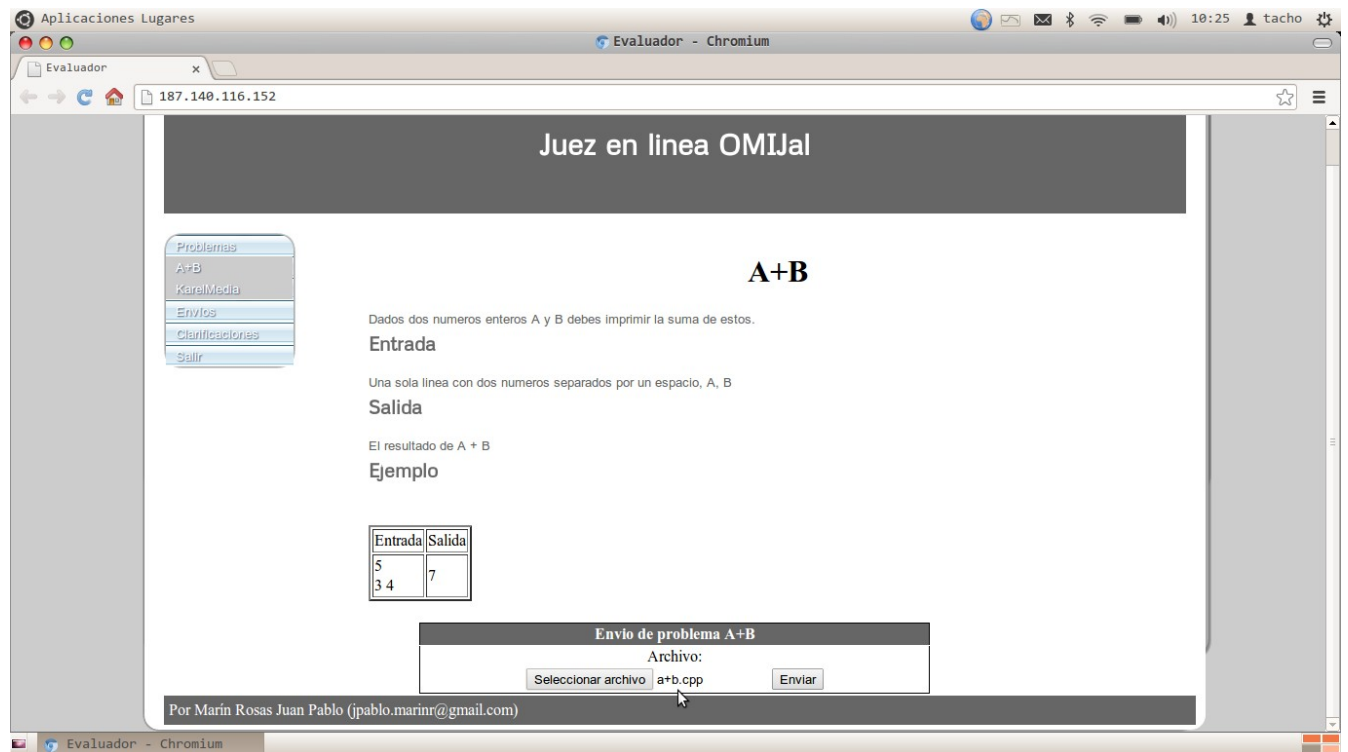 Aplicaciones Lugares
10:25 tacho
Evaluador - Chromium
Evaluador
187.140.116.152
Juez en linea OMIJal
Problemas
A+B
KarelMedia
Envíos
Clarificaciones
Salir
A+B
Dados dos numeros enteros A y B debes imprimir la suma de estos.
Entrada
Una sola linea con dos numeros separados por un espacio, A, B
Salida
El resultado de A + B
Ejemplo
Entrada Salida
5
3 4
7
Envio de problema A+B
Archivo:
Seleccionar archivo a+b.cpp Enviar
Por Marín Rosas Juan Pablo (jpablo.marinr@gmail.com)
Evaluador - Chromium